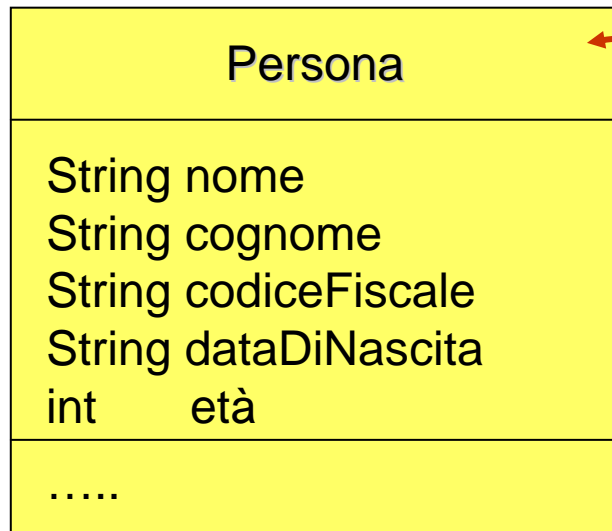 Persona
String nome
String cognome
String codiceFiscale
String dataDiNascita
int età
…..